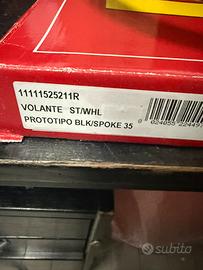 11111525211R
VOLANTE ST/WHL
PROTOTIPO BLK/SPOKE 35
subito